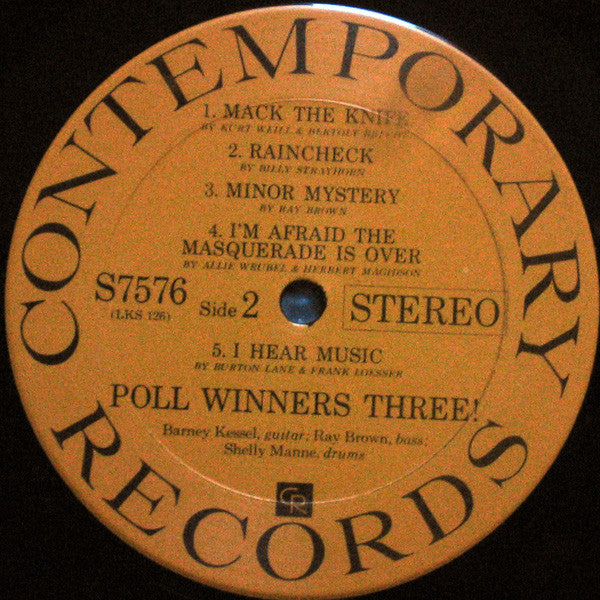 CONTEMPORARY
1. MACK THE KNIFE
BY KURT WEILL & BERTOLT BRECHT
2. RAINCHECK
BY BILLY STRAYHORN
3. MINOR MYSTERY
BY RAY BROWN
4. I'M AFRAID THE
MASQUERADE IS OVER
BY ALLIE WRUBEL & HERBERT MAGIDSON
S7576
(LKS 126)
Side 2
STEREO
5. I HEAR MUSIC
BY BURTON LANE & FRANK LOESSER
POLL WINNERS THREE!
Barney Kessel, guitar; Ray Brown, bass;
Shelly Manne, drums
CR
RECORDS